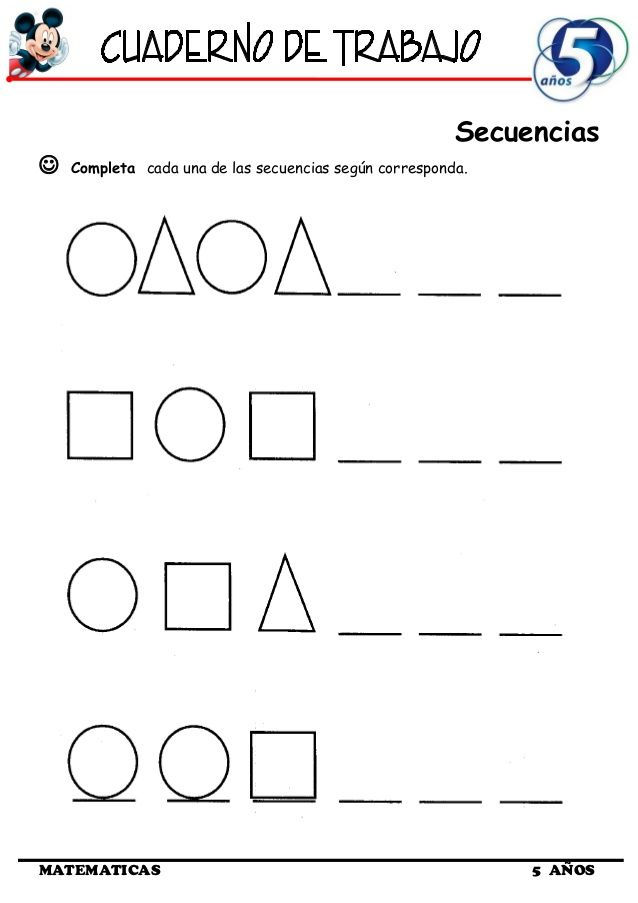 CUADERNO DE TRABAJO
5
años
Secuencias
Completa cada una de las secuencias según corresponda.
MATEMATICAS 5 AÑOS